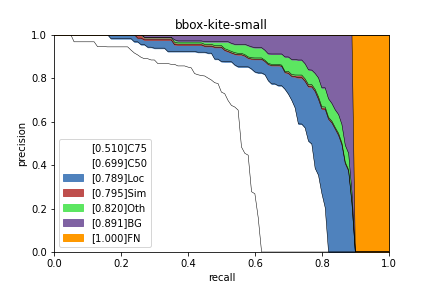 bbox-kite-small
1.0
0.8
0.6
0.4
0.2
0.0
precision
[0.510]C75
[0.699]C50
[0.789]Loc
[0.795]Sim
[0.820]Oth
[0.891]BG
[1.000]FN
0.0 0.2 0.4 0.6 0.8 1.0
recall